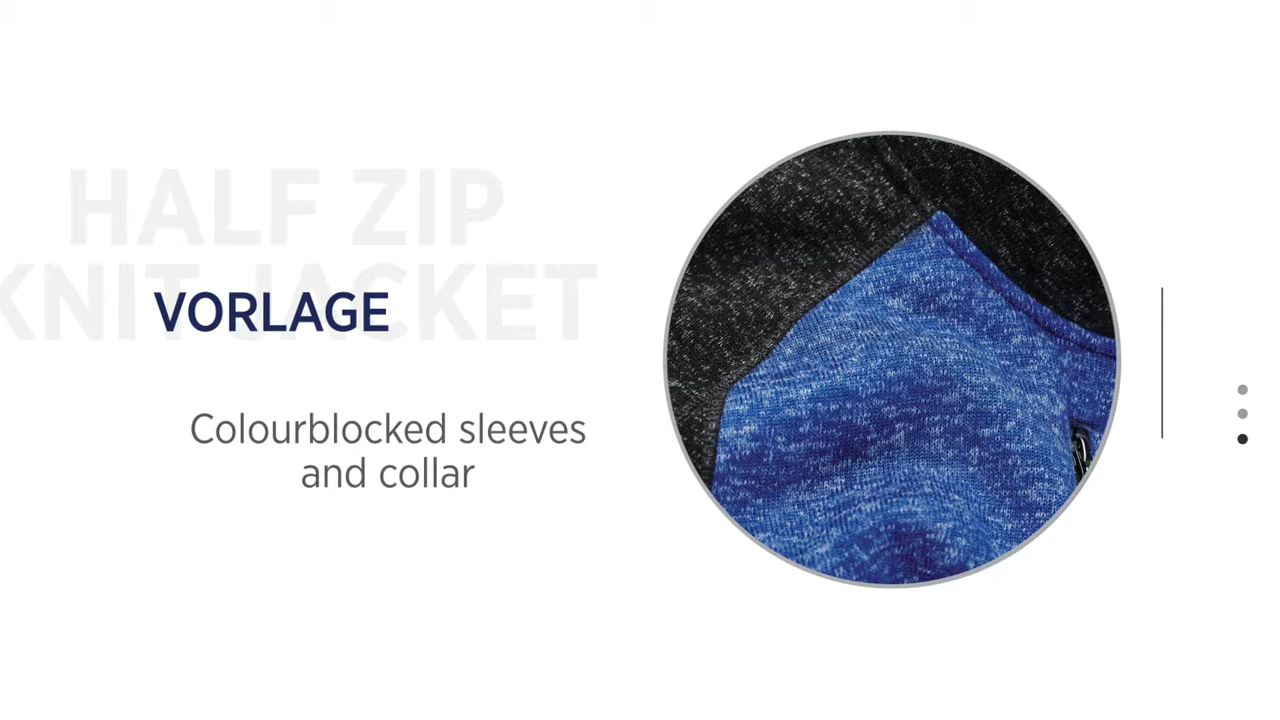 HALF ZIP
KNIT JACKET
VORLAGE
Colourblocked sleeves
and collar